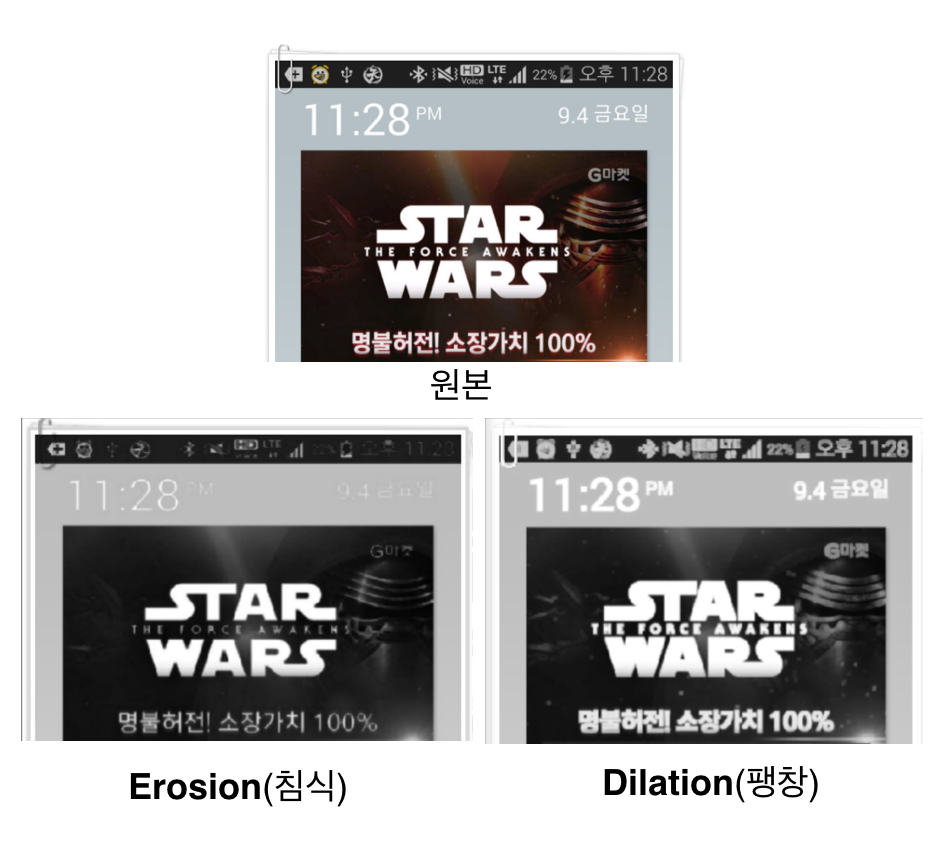 HD Voice LTE 22% 오후 11:28
11:28 PM 9.4 금요일
G마켓
STAR
THE FORCE AWAKENS
WARS
명불허전! 소장가치 100%
원본
HD Voice LTE 22% 오후 11:28
11:28 PM 9.4 금요일
G마켓
STAR
THE FORCE AWAKENS
WARS
명불허전! 소장가치 100%
Erosion(침식)
LTE 22% 오후 11:28
11:28 PM 9.4 금요일
G마켓
STAR
THE FORCE AWAKENS
WARS
명불허전! 소장가치 100%
Dilation(팽창)